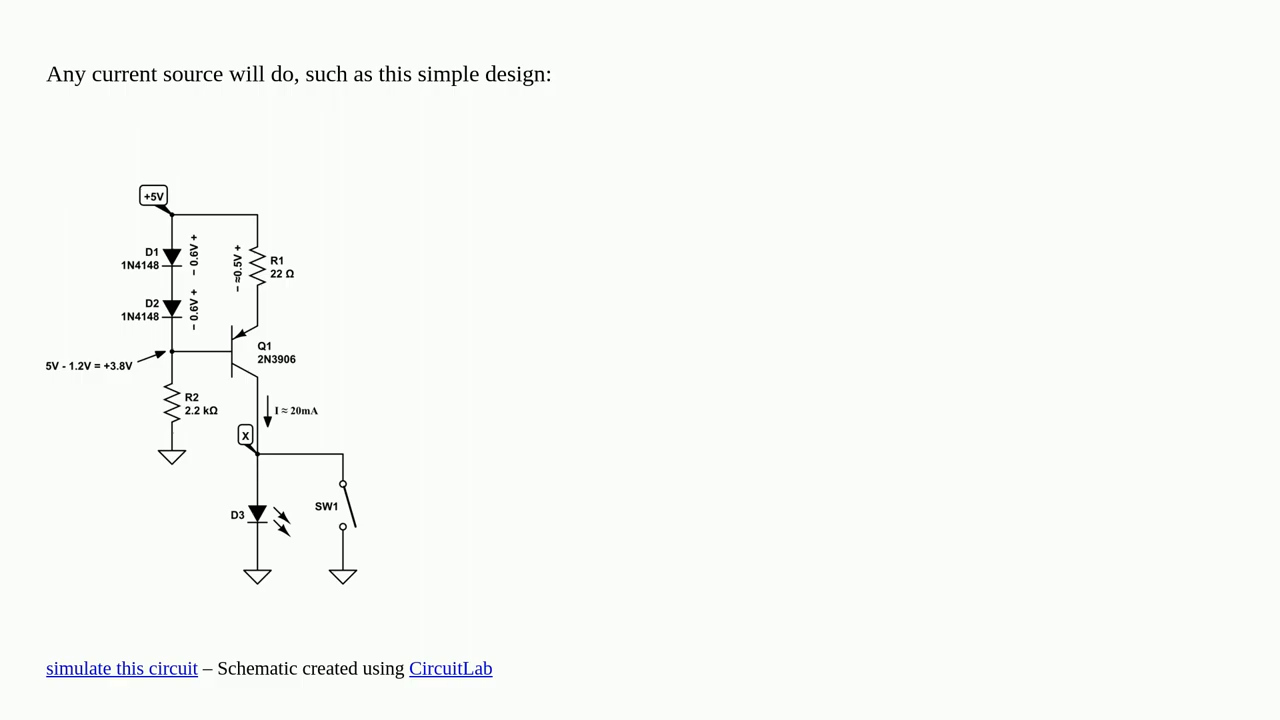 Any current source will do, such as this simple design:
+5V
D1
1N4148
− 0.6V +
− ≈0.5V +
R1
22 Ω
D2
1N4148
− 0.6V +
Q1
2N3906
5V - 1.2V = +3.8V
R2
2.2 kΩ
I ≈ 20mA
X
D3
SW1
simulate this circuit – Schematic created using CircuitLab